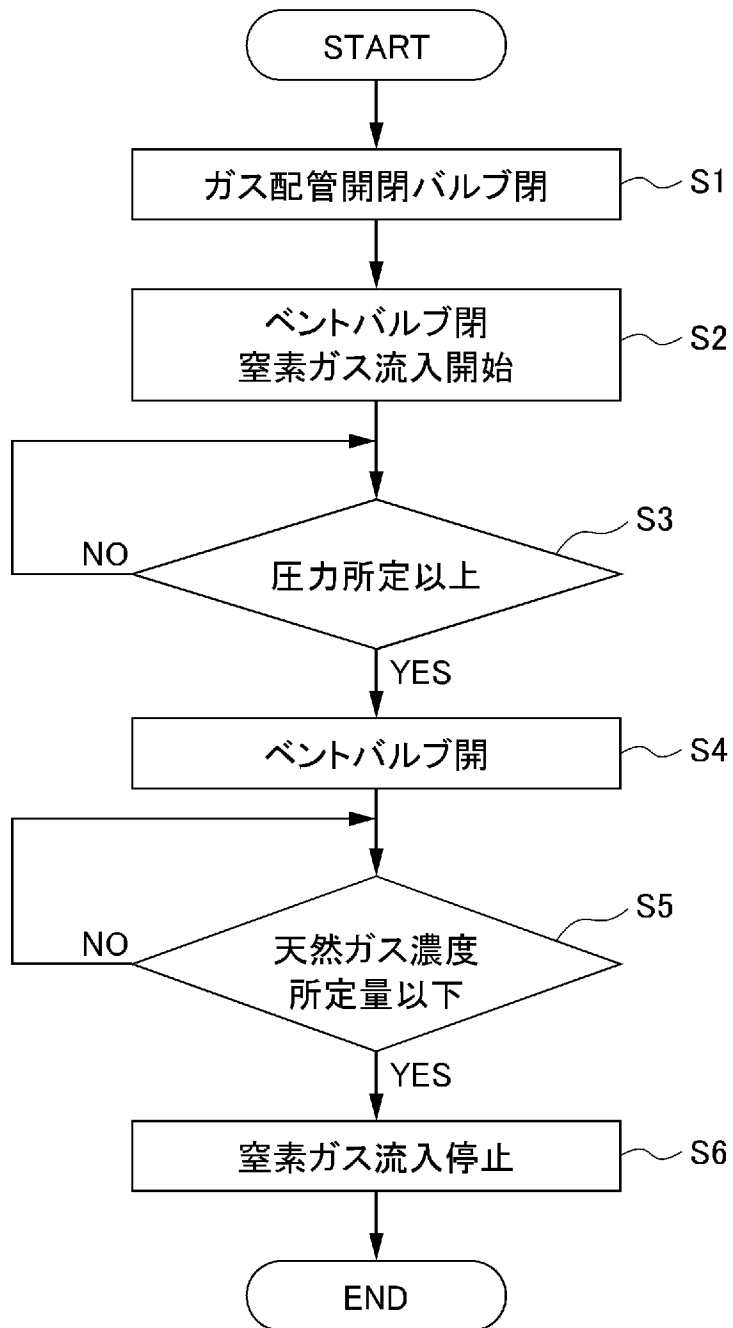 START
ガス配管開閉バルブ閉
S1
ベントバルブ閉
窒素ガス流入開始
S2
圧力所定以上
S3
NO
YES
ベントバルブ開
S4
天然ガス濃度
所定量以下
S5
NO
YES
窒素ガス流入停止
S6
END